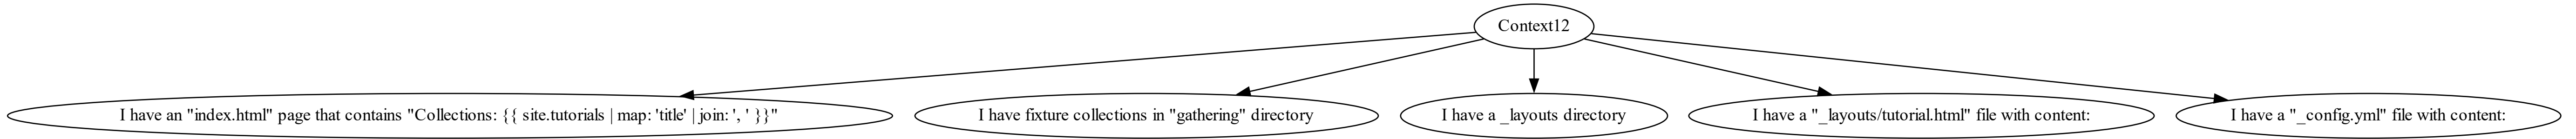 Context12
I have an "index.html" page that contains "Collections: {{ site.tutorials | map: 'title' | join: ', ' }}"
I have fixture collections in "gathering" directory
I have a _layouts directory
I have a "_layouts/tutorial.html" file with content:
I have a "_config.yml" file with content: